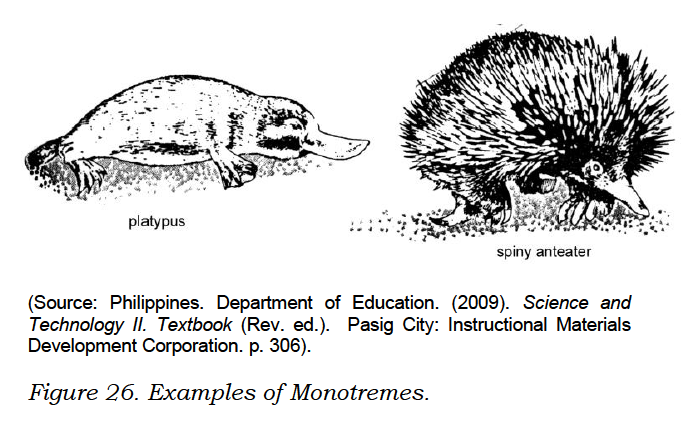 platypus
spiny anteater
(Source: Philippines. Department of Education. (2009). Science and
Technology II. Textbook (Rev. ed.). Pasig City: Instructional Materials
Development Corporation. p. 306).
Figure 26. Examples of Monotremes.